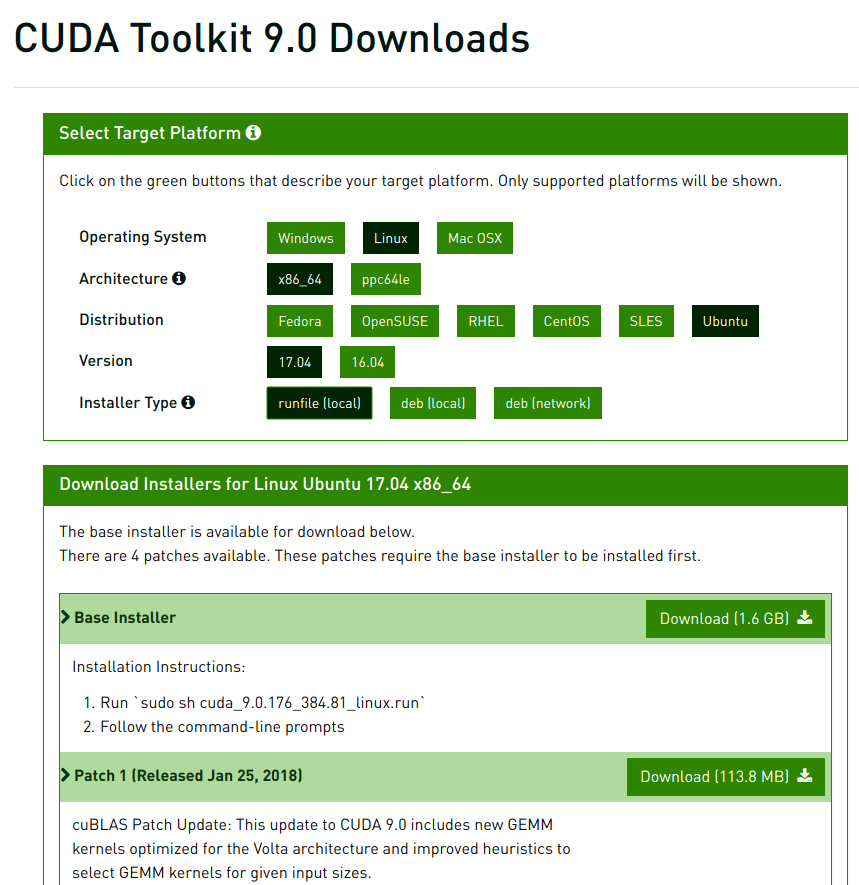 CUDA Toolkit 9.0 Downloads
Select Target Platform
Click on the green buttons that describe your target platform. Only supported platforms will be shown.
Operating System Windows Linux Mac OSX
Architecture x86_64 ppc64le
Distribution Fedora OpenSUSE RHEL CentOS SLES Ubuntu
Version 17.04 16.04
Installer Type runfile (local) deb (local) deb (network)
Download Installers for Linux Ubuntu 17.04 x86_64
The base installer is available for download below.
There are 4 patches available. These patches require the base installer to be installed first.
Base Installer Download (1.6 GB)
Installation Instructions:
1. Run `sudo sh cuda_9.0.176_384.81_linux.run`
2. Follow the command-line prompts
Patch 1 (Released Jan 25, 2018) Download (113.8 MB)
cuBLAS Patch Update: This update to CUDA 9.0 includes new GEMM
kernels optimized for the Volta architecture and improved heuristics to
select GEMM kernels for given input sizes.